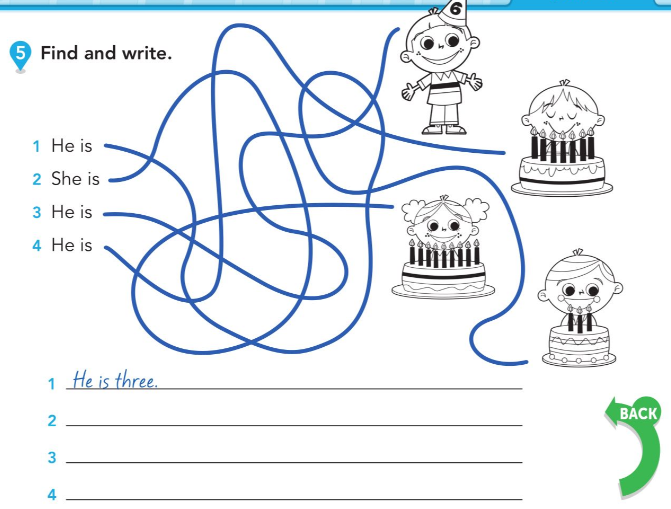 6
5 Find and write.
1 He is
2 She is
3 He is
4 He is
1 He is three.
2
3
4
BACK